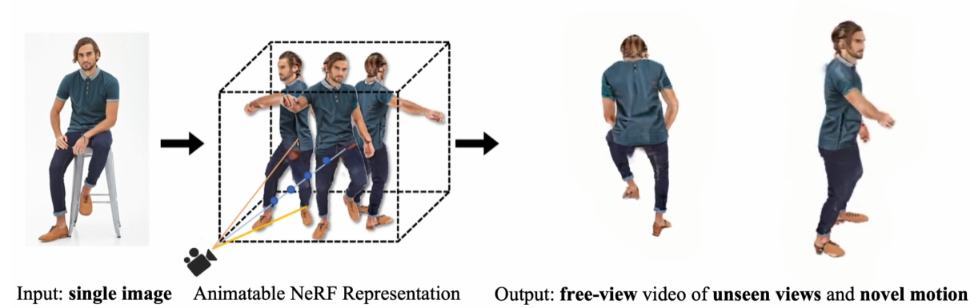 Input: single image
Animatable NeRF Representation
Output: free-view video of unseen views and novel motion